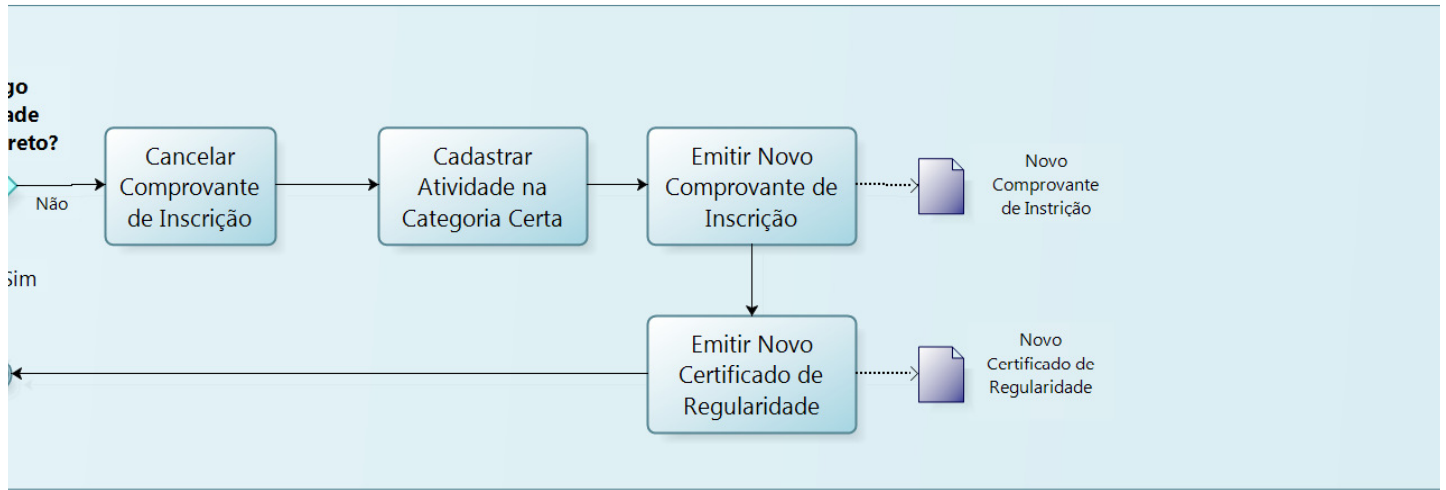 reto?
Cancelar
Comprovante
de Inscrição
Não
Cadastrar
Atividade na
Categoria Certa
Emitir Novo
Comprovante de
Inscrição
Novo
Comprovante
de Instrição
Sim
Emitir Novo
Certificado de
Regularidade
Novo
Certificado de
Regularidade